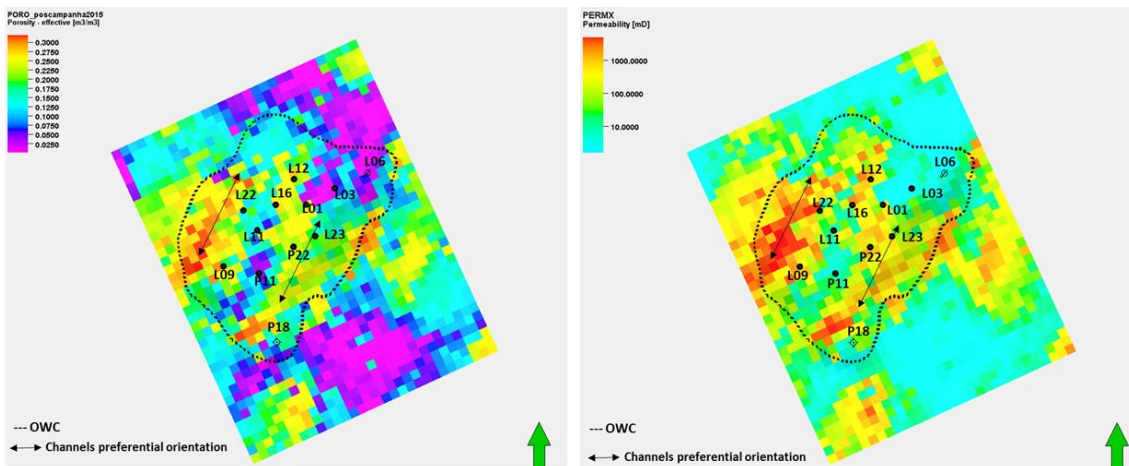 PORO_poscampanha2015
Porosity - effective [m3/m3]
0.3000
0.2750
0.2500
0.2250
0.2000
0.1750
0.1500
0.1250
0.1000
0.0750
0.0500
0.0250
L06
L12
L03
L22
L16
L01
L11
L23
P22
L09
P11
P18
--- OWC
Channels preferential orientation
PERMX
Permeability [mD]
1000.0000
100.0000
10.0000
L06
L12
L03
L22
L16
L01
L11
L23
P22
L09
P11
P18
--- OWC
Channels preferential orientation